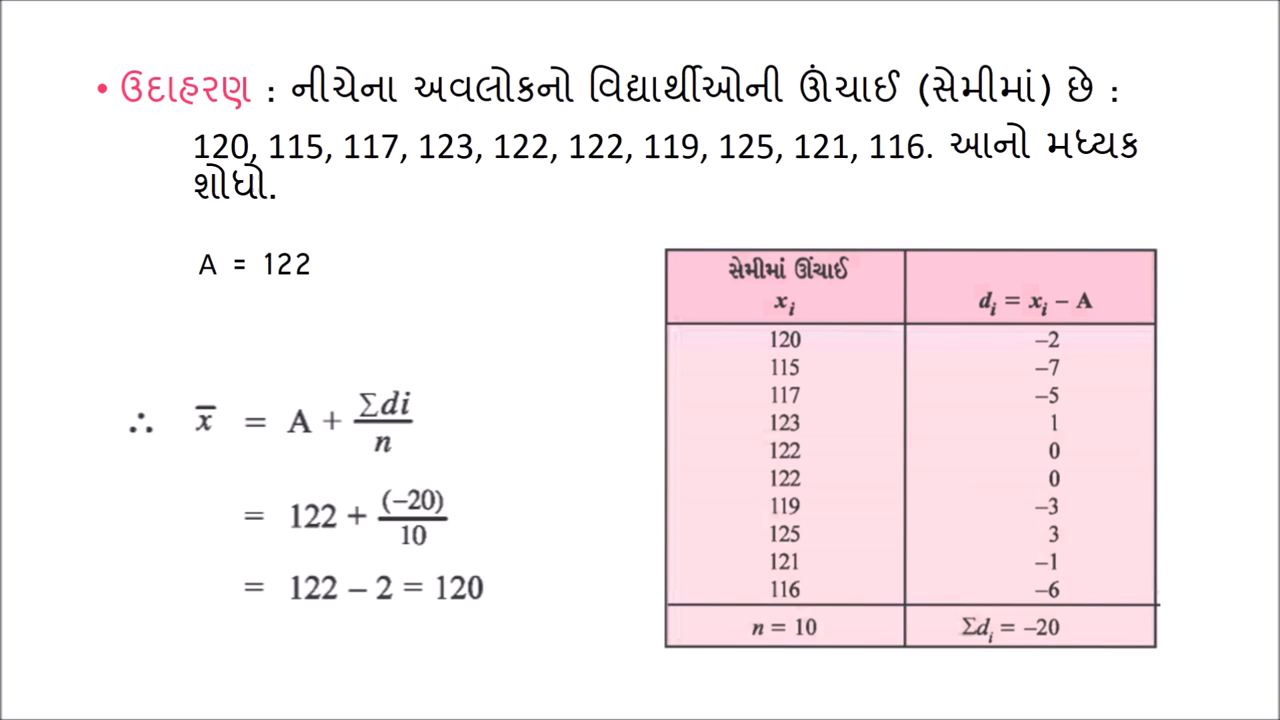 • ઉદાહરણ : નીચેના અવલોકનો વિદ્યાર્થીઓની ઊંચાઈ (સેમીમાં) છે :
120, 115, 117, 123, 122, 122, 119, 125, 121, 116. આનો મધ્યક
શોધો.
A = 122
∴ x̄ = A + Σdi/n
= 122 + (–20)/10
= 122 – 2 = 120
સેમીમાં ઊંચાઈ
xᵢ dᵢ = xᵢ – A
120 –2
115 –7
117 –5
123 1
122 0
122 0
119 –3
125 3
121 –1
116 –6
n = 10 Σdᵢ = –20